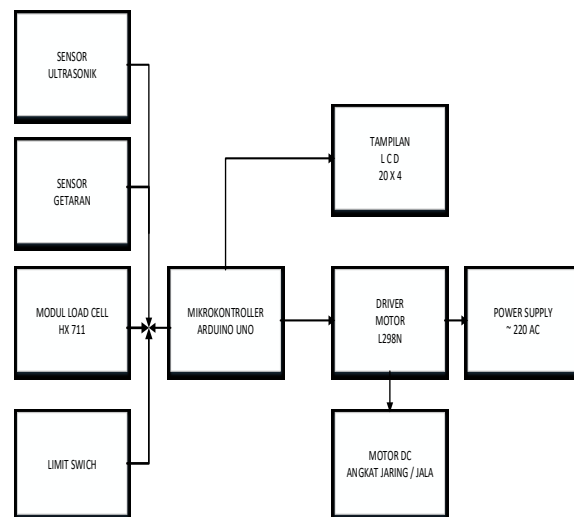 SENSOR
ULTRASONIK
SENSOR
GETARAN
MODUL LOAD CELL
HX 711
LIMIT SWICH
MIKROKONTROLLER
ARDUINO UNO
TAMPILAN
L C D
20 X 4
DRIVER
MOTOR
L298N
POWER SUPPLY
~ 220 AC
MOTOR DC
ANGKAT JARING / JALA